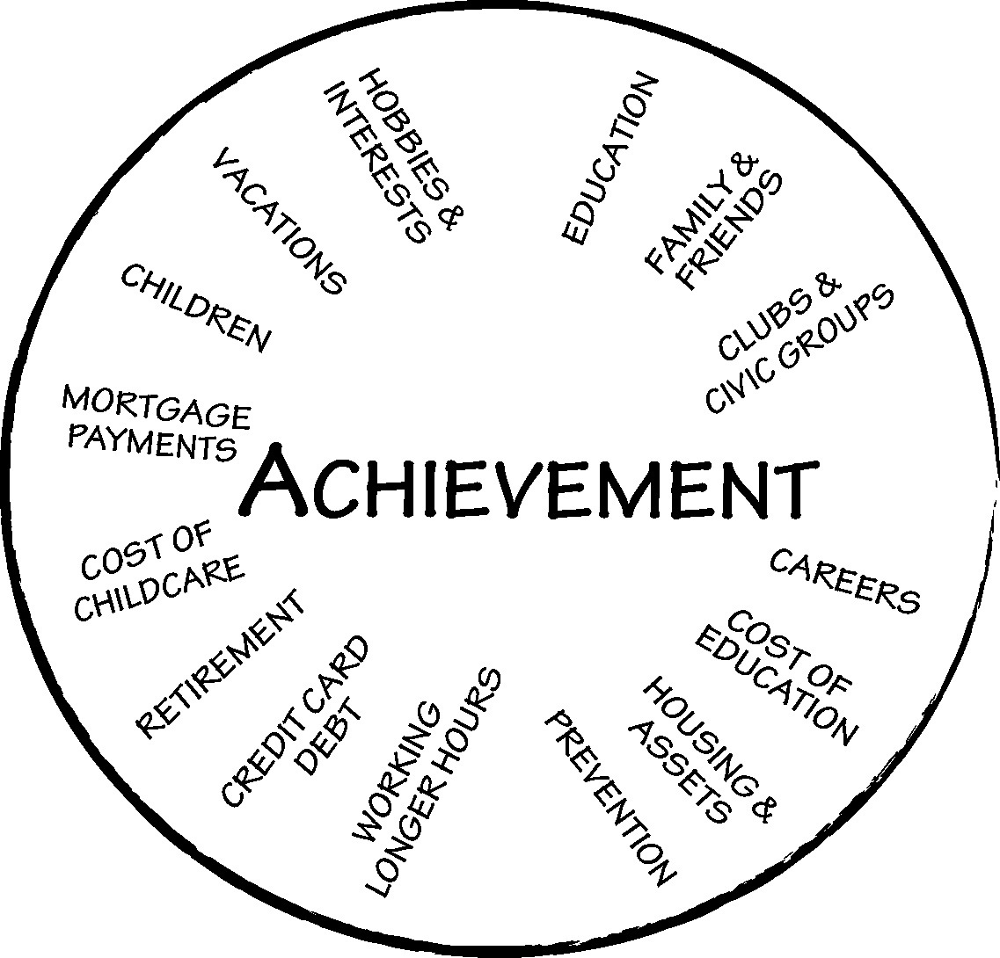 HOBBIES &
INTERESTS
EDUCATION
FAMILY &
FRIENDS
VACATIONS
CLUBS &
CIVIC GROUPS
CHILDREN
MORTGAGE
PAYMENTS
ACHIEVEMENT
COST OF
CHILDCARE
CAREERS
RETIREMENT
COST OF
EDUCATION
CREDIT CARD
DEBT
HOUSING &
ASSETS
WORKING
LONGER HOURS
PREVENTION